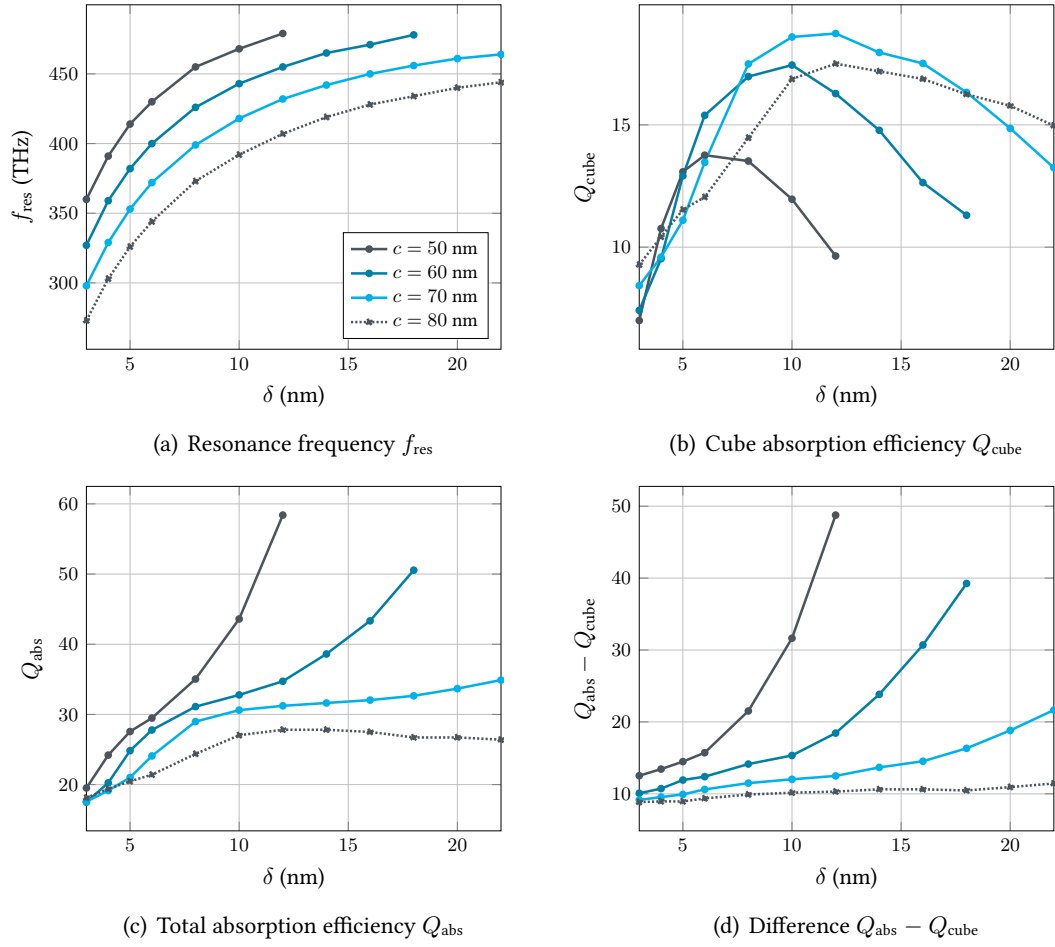 450
400
350
300
5
10
15
20
f_res (THz)
δ (nm)
c = 50 nm
c = 60 nm
c = 70 nm
c = 80 nm
(a) Resonance frequency f_res
15
10
5
10
15
20
Q_cube
δ (nm)
(b) Cube absorption efficiency Q_cube
60
50
40
30
20
5
10
15
20
Q_abs
δ (nm)
(c) Total absorption efficiency Q_abs
50
40
30
20
10
5
10
15
20
Q_abs − Q_cube
δ (nm)
(d) Difference Q_abs − Q_cube